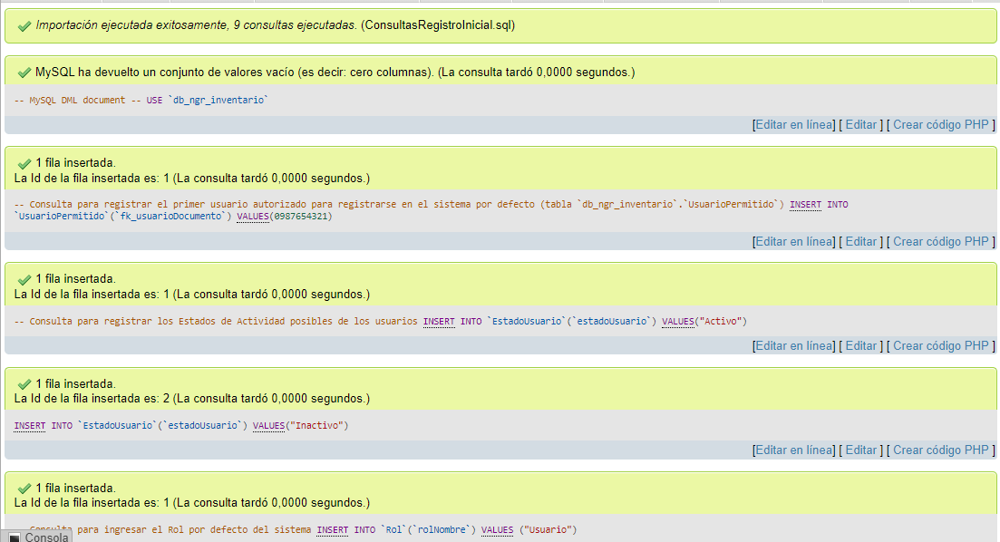 Importación ejecutada exitosamente, 9 consultas ejecutadas. (ConsultasRegistroInicial.sql)
MySQL ha devuelto un conjunto de valores vacío (es decir: cero columnas). (La consulta tardó 0,0000 segundos.)
-- MySQL DML document -- USE `db_ngr_inventario`
[Editar en línea] [ Editar ] [ Crear código PHP ]
1 fila insertada.
La Id de la fila insertada es: 1 (La consulta tardó 0,0000 segundos.)
-- Consulta para registrar el primer usuario autorizado para registrarse en el sistema por defecto (tabla `db_ngr_inventario`.`UsuarioPermitido`) INSERT INTO
`UsuarioPermitido`(`fk_usuarioDocumento`) VALUES(0987654321)
[Editar en línea] [ Editar ] [ Crear código PHP ]
1 fila insertada.
La Id de la fila insertada es: 1 (La consulta tardó 0,0000 segundos.)
-- Consulta para registrar los Estados de Actividad posibles de los usuarios INSERT INTO `EstadoUsuario`(`estadoUsuario`) VALUES("Activo")
[Editar en línea] [ Editar ] [ Crear código PHP ]
1 fila insertada.
La Id de la fila insertada es: 2 (La consulta tardó 0,0000 segundos.)
INSERT INTO `EstadoUsuario`(`estadoUsuario`) VALUES("Inactivo")
[Editar en línea] [ Editar ] [ Crear código PHP ]
1 fila insertada.
La Id de la fila insertada es: 1 (La consulta tardó 0,0000 segundos.)
Consulta para ingresar el Rol por defecto del sistema INSERT INTO `Rol`(`rolNombre`) VALUES ("Usuario")
Consola